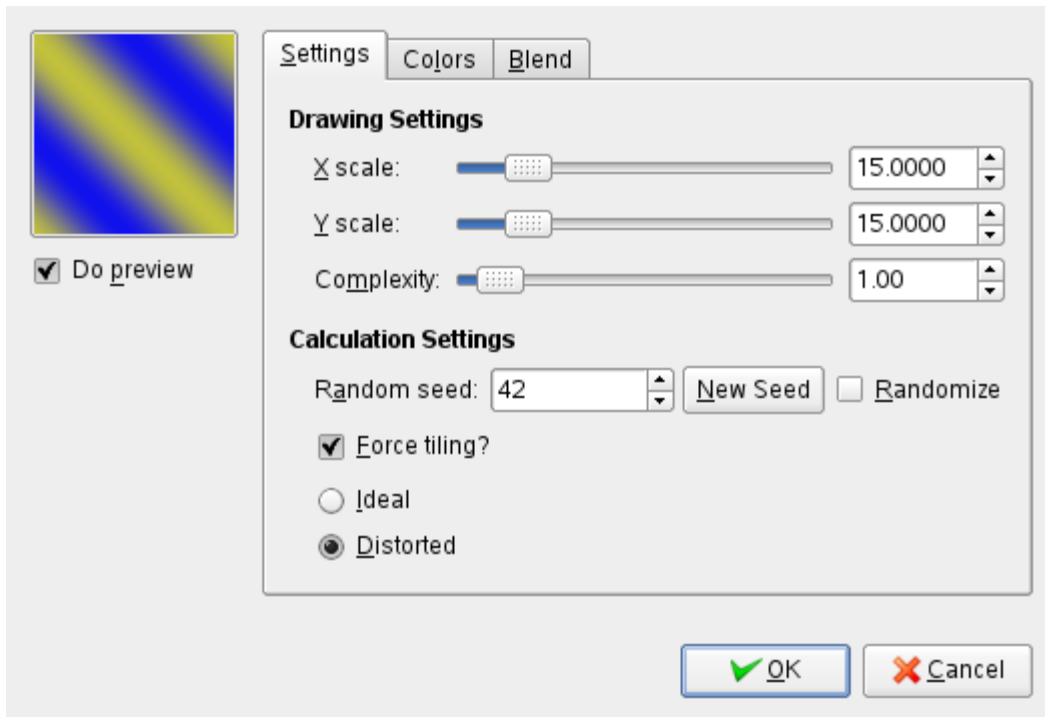 Settings Colors Blend
Drawing Settings
X scale: 15.0000
Y scale: 15.0000
Complexity: 1.00
Do preview
Calculation Settings
Random seed: 42 New Seed Randomize
Force tiling?
Ideal
Distorted
OK Cancel